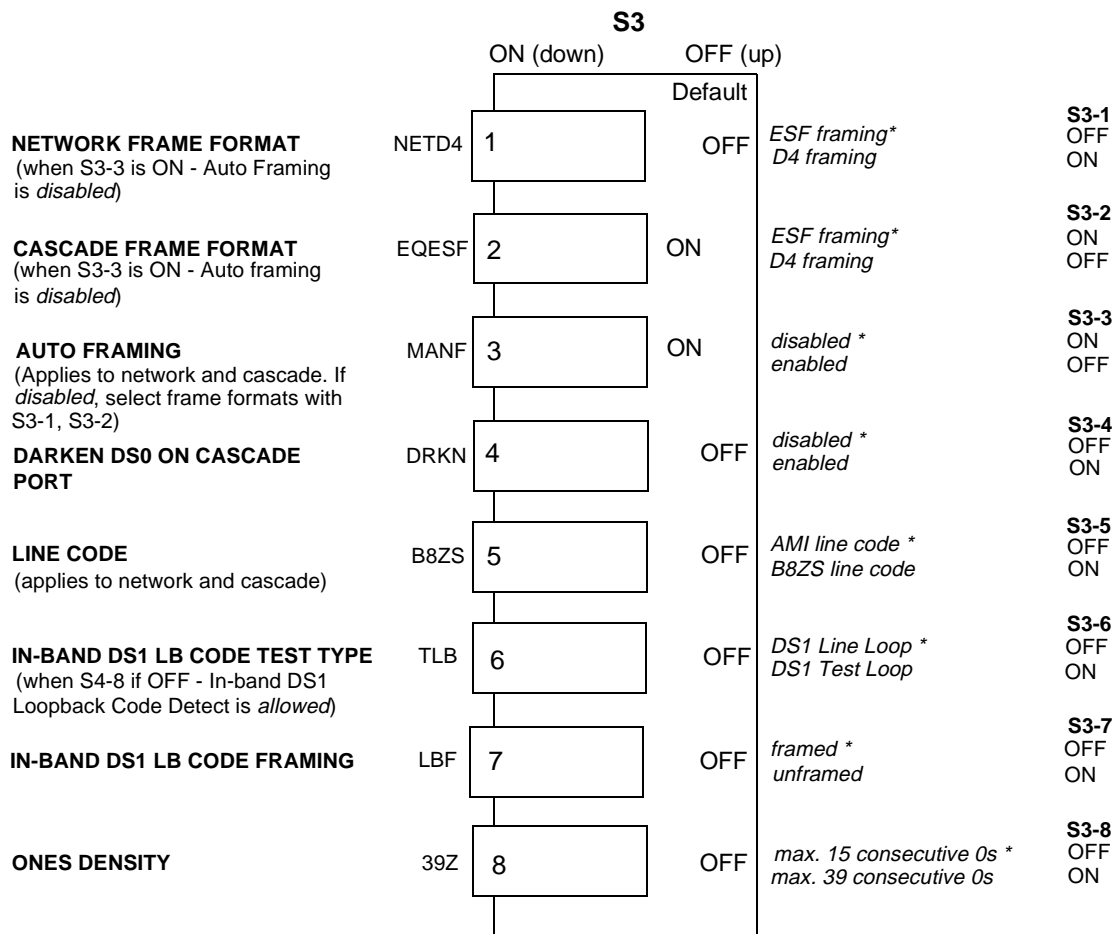 S3
ON (down) OFF (up)
Default
S3-1
NETWORK FRAME FORMAT NETD4 1 OFF ESF framing* OFF
(when S3-3 is ON - Auto Framing D4 framing ON
is disabled)
S3-2
CASCADE FRAME FORMAT EQESF 2 ON ESF framing* ON
(when S3-3 is ON - Auto framing D4 framing OFF
is disabled)
S3-3
AUTO FRAMING MANF 3 ON disabled * ON
(Applies to network and cascade. If enabled OFF
disabled, select frame formats with
S3-1, S3-2)
S3-4
DARKEN DS0 ON CASCADE DRKN 4 OFF disabled * OFF
PORT enabled ON
S3-5
LINE CODE B8ZS 5 OFF AMI line code * OFF
(applies to network and cascade) B8ZS line code ON
S3-6
IN-BAND DS1 LB CODE TEST TYPE TLB 6 OFF DS1 Line Loop * OFF
(when S4-8 if OFF - In-band DS1 DS1 Test Loop ON
Loopback Code Detect is allowed)
S3-7
IN-BAND DS1 LB CODE FRAMING LBF 7 OFF framed * OFF
unframed ON
S3-8
ONES DENSITY 39Z 8 OFF max. 15 consecutive 0s * OFF
max. 39 consecutive 0s ON